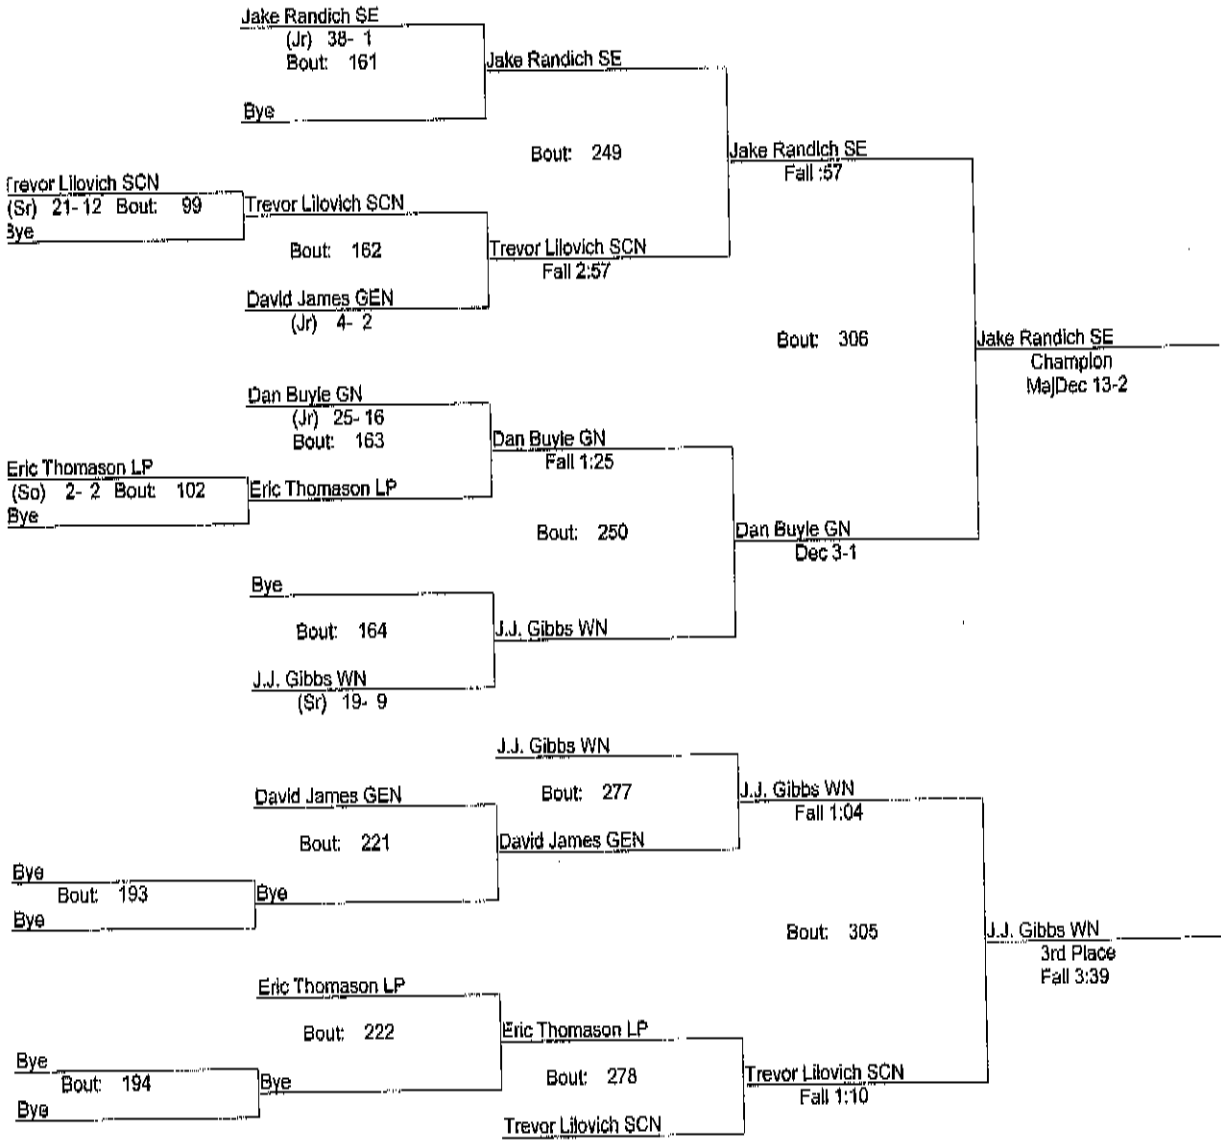 Jake Randich SE
(Jr) 38- 1
Bout: 161
Jake Randich SE
Bye
Bout: 249
Jake Randich SE
Fall :57
Trevor Lilovich SCN
(Sr) 21-12 Bout: 99
Bye
Trevor Lilovich SCN
Bout: 162
Trevor Lilovich SCN
Fall 2:57
David James GEN
(Jr) 4- 2
Bout: 306
Jake Randich SE
Champion
MajDec 13-2
Dan Buyle GN
(Jr) 25-16
Bout: 163
Dan Buyle GN
Fall 1:25
Eric Thomason LP
(So) 2- 2 Bout: 102
Bye
Eric Thomason LP
Bout: 250
Dan Buyle GN
Dec 3-1
Bye
Bout: 164
J.J. Gibbs WN
J.J. Gibbs WN
(Sr) 19- 9
J.J. Gibbs WN
Bout: 277
J.J. Gibbs WN
Fall 1:04
David James GEN
Bout: 221
David James GEN
Bye
Bout: 193
Bye
Bye
Bout: 305
J.J. Gibbs WN
3rd Place
Fall 3:39
Eric Thomason LP
Bout: 222
Eric Thomason LP
Bye
Bout: 194
Bye
Bye
Bout: 278
Trevor Lilovich SCN
Fall 1:10
Trevor Lilovich SCN